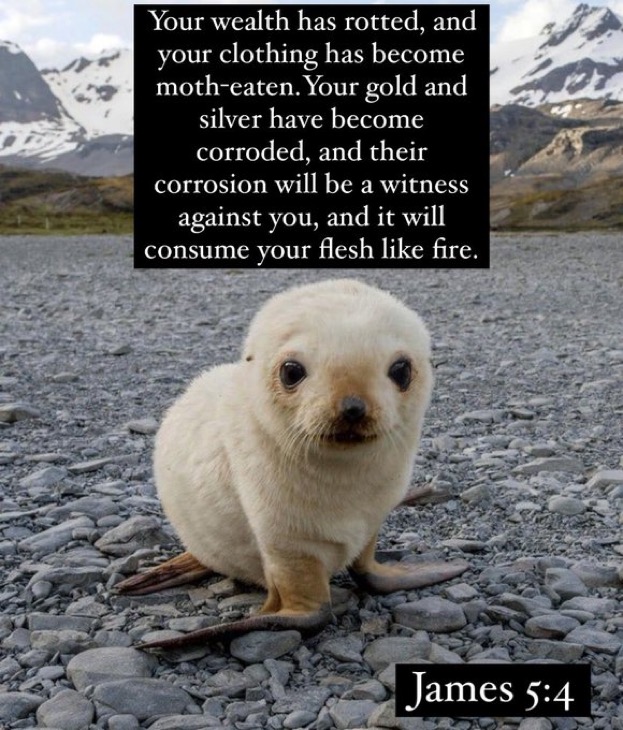 Your wealth has rotted, and
your clothing has become
moth-eaten. Your gold and
silver have become
corroded, and their
corrosion will be a witness
against you, and it will
consume your flesh like fire.
James 5:4